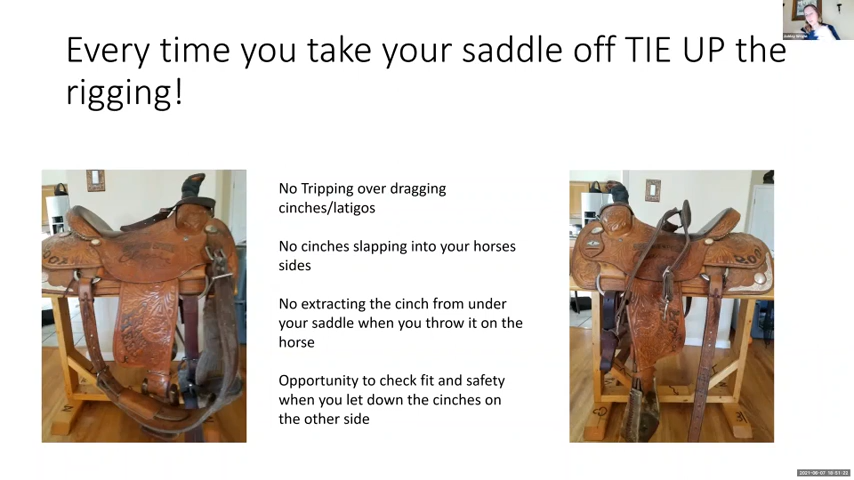 Every time you take your saddle off TIE UP the
rigging!
No Tripping over dragging
cinches/latigos
No cinches slapping into your horses
sides
No extracting the cinch from under
your saddle when you throw it on the
horse
Opportunity to check fit and safety
when you let down the cinches on
the other side